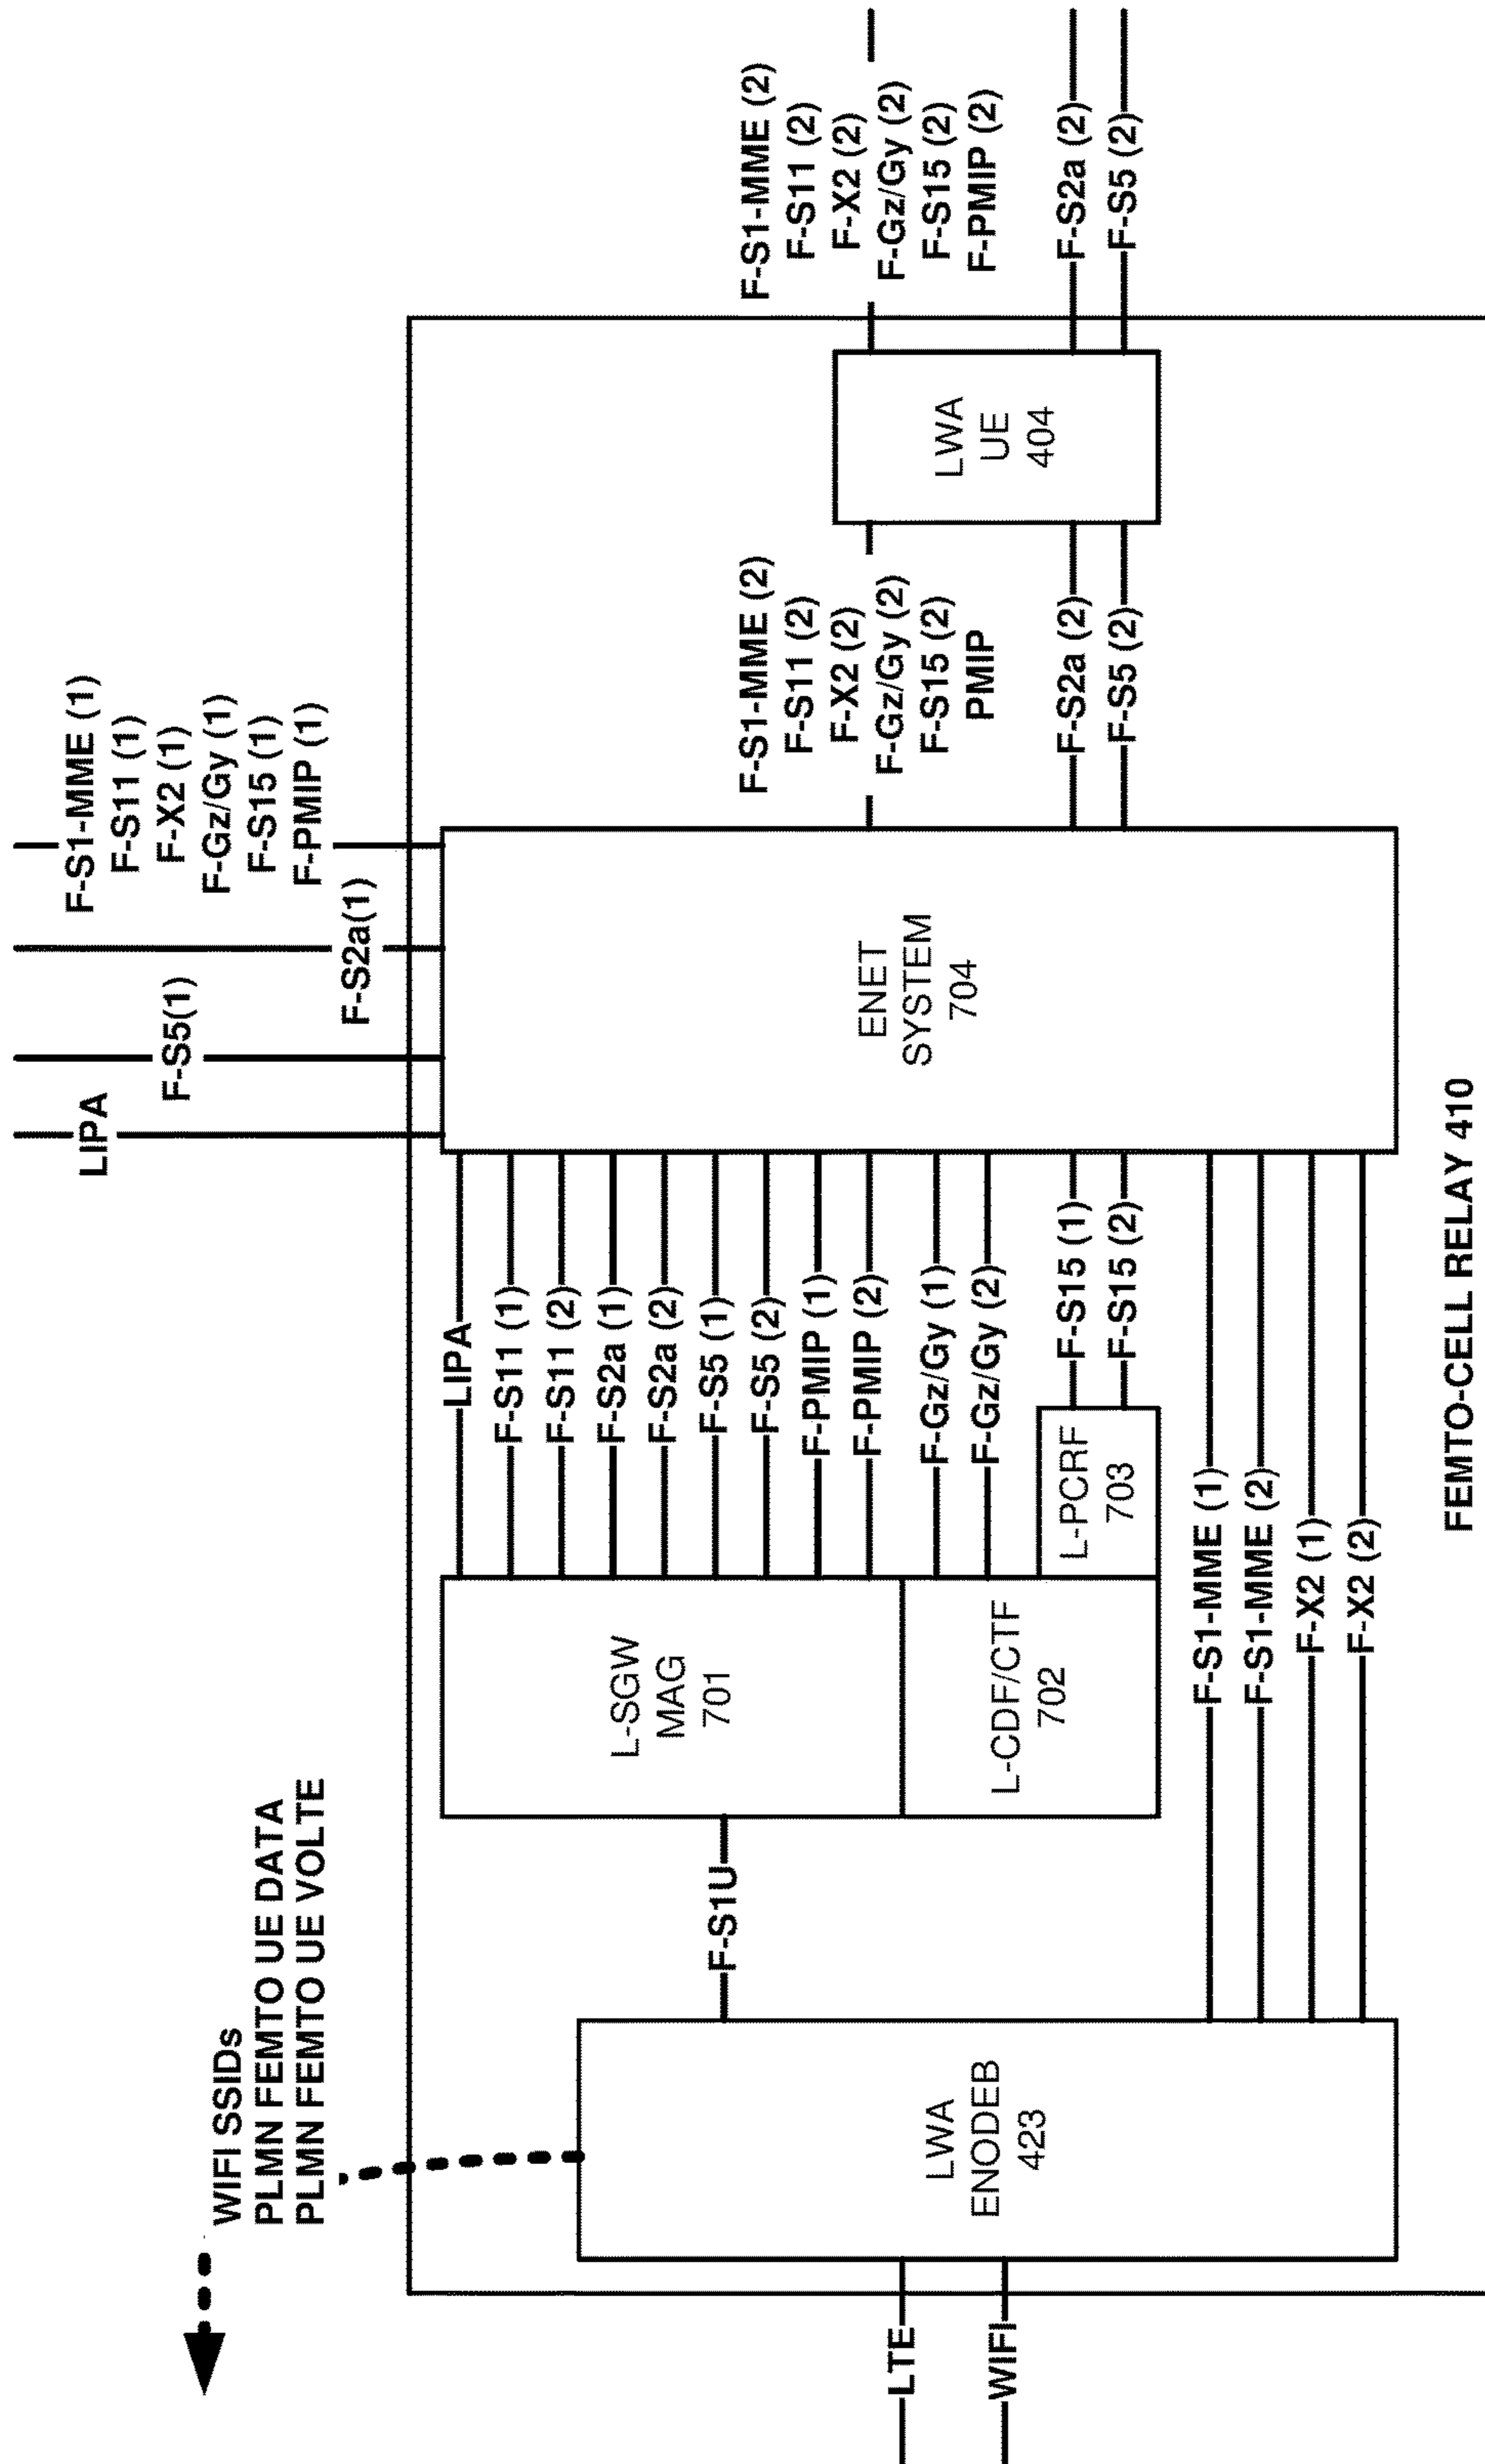 WIFI SSIDs
PLMN FEMTO UE DATA
PLMN FEMTO UE VOLTE
LIPA
F-S5(1)
F-S2a(1)
F-S1-MME (1)
F-S11 (1)
F-X2 (1)
F-Gz/Gy (1)
F-S15 (1)
F-PMIP (1)
LTE
WIFI
LWA
ENODEB
423
F-S1U
L-SGW
MAG
701
L-CDF/CTF
702
L-PCRF
703
LIPA
F-S11 (1)
F-S11 (2)
F-S2a (1)
F-S2a (2)
F-S5 (1)
F-S5 (2)
F-PMIP (1)
F-PMIP (2)
F-Gz/Gy (1)
F-Gz/Gy (2)
F-S15 (1)
F-S15 (2)
F-S1-MME (1)
F-S1-MME (2)
F-X2 (1)
F-X2 (2)
ENET
SYSTEM
704
F-S1-MME (2)
F-S11 (2)
F-X2 (2)
F-Gz/Gy (2)
F-S15 (2)
PMIP
F-S2a (2)
F-S5 (2)
LWA
UE
404
F-S1-MME (2)
F-S11 (2)
F-X2 (2)
F-Gz/Gy (2)
F-S15 (2)
F-PMIP (2)
F-S2a (2)
F-S5 (2)
FEMTO-CELL RELAY 410